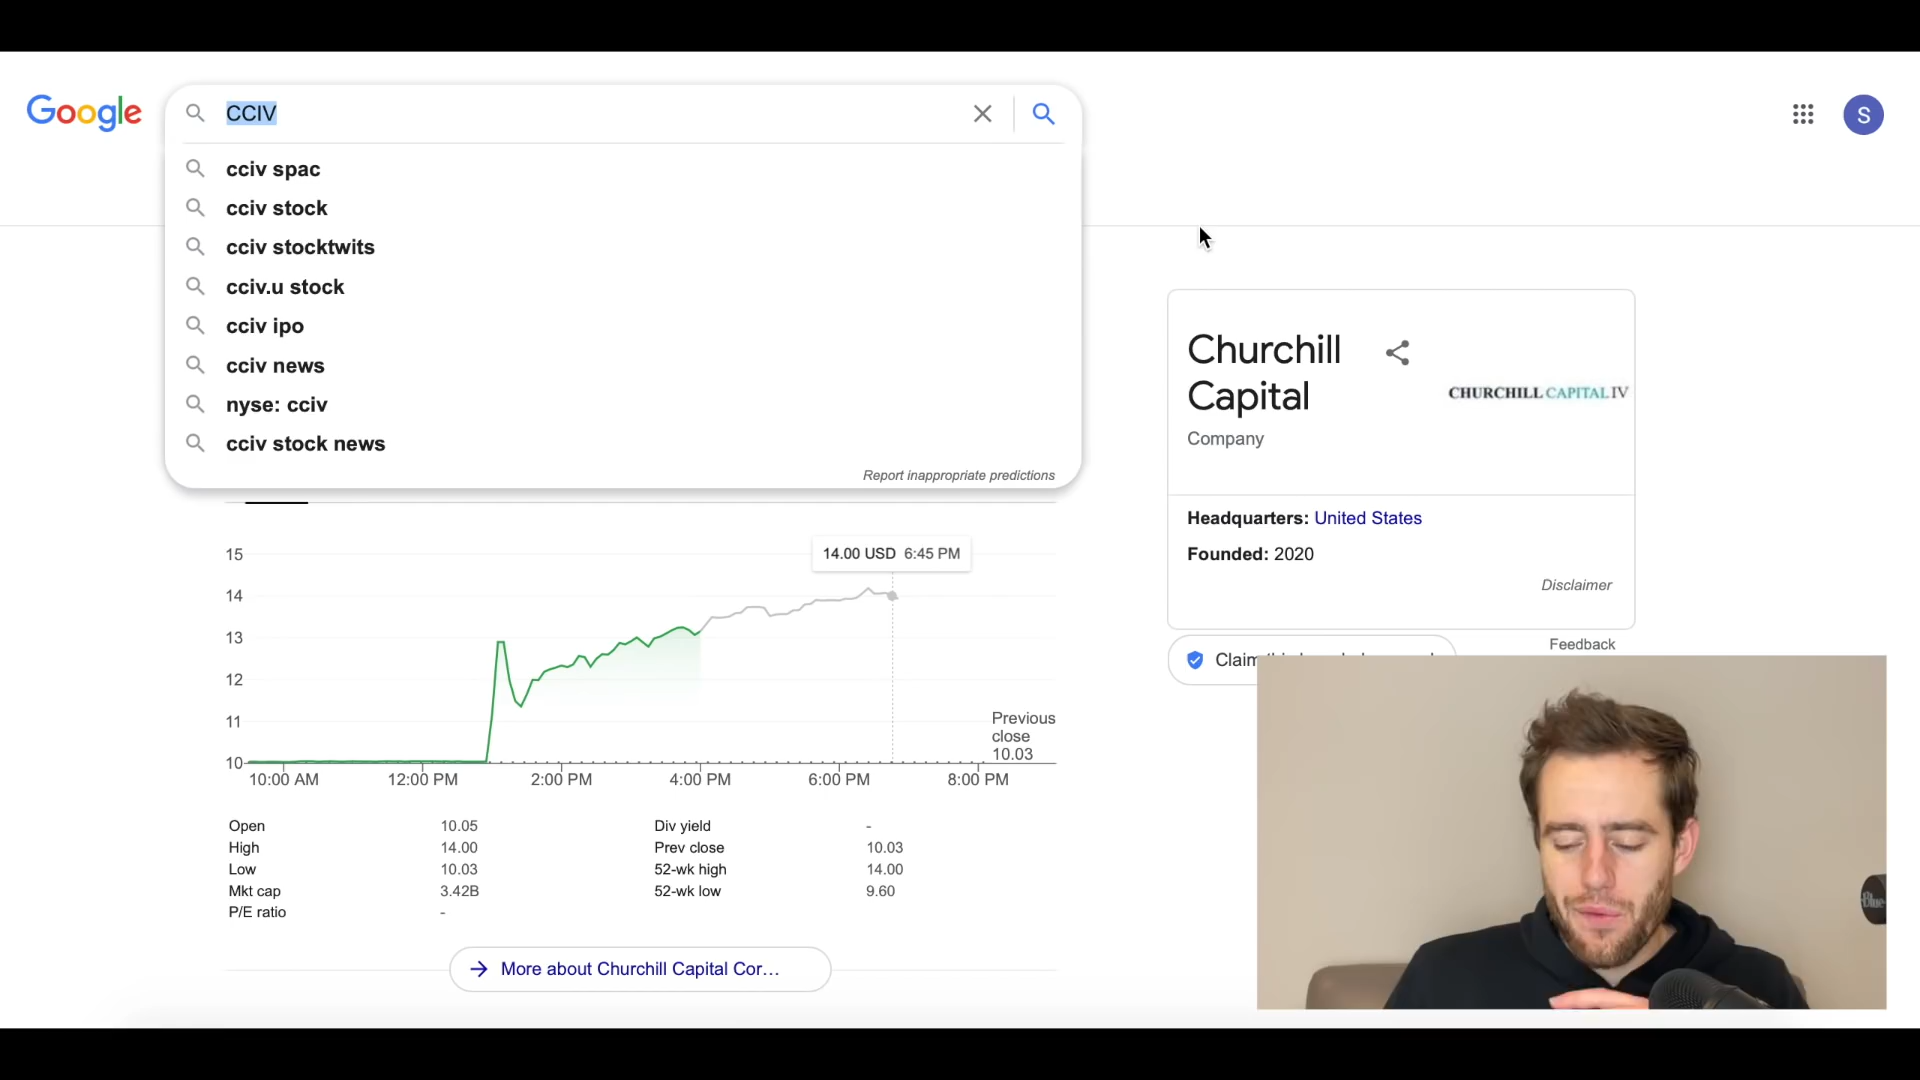 Google
CCIV
S
cciv spac
cciv stock
cciv stocktwits
cciv.u stock
cciv ipo
cciv news
nyse: cciv
cciv stock news
Report inappropriate predictions
Churchill
Capital
CHURCHILL CAPITAL IV
Company
Headquarters: United States
Founded: 2020
Disclaimer
Feedback
Claim
14.00 USD 6:45 PM
15
14
13
12
11
10
Previous
close
10.03
10:00 AM 12:00 PM 2:00 PM 4:00 PM 6:00 PM 8:00 PM
Open 10.05 Div yield -
High 14.00 Prev close 10.03
Low 10.03 52-wk high 14.00
Mkt cap 3.42B 52-wk low 9.60
P/E ratio -
More about Churchill Capital Cor...
Blue